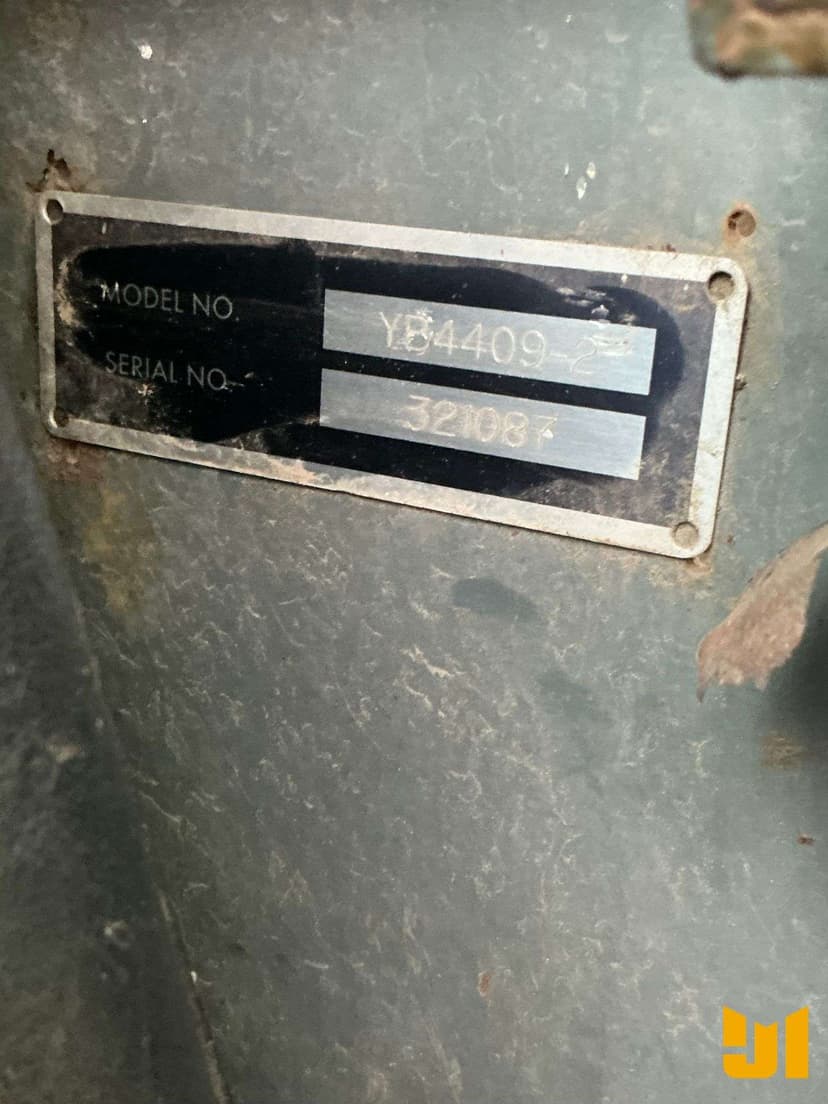 MODEL NO.
YB4409-2
SERIAL NO.
321087